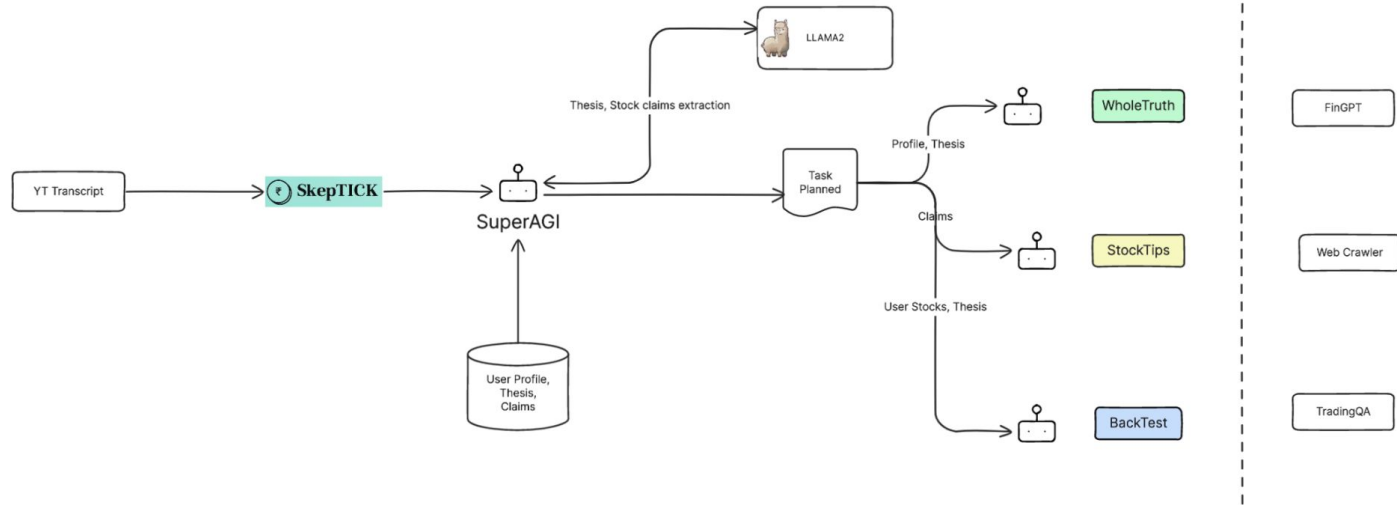 LLAMA2
Thesis, Stock claims extraction
WholeTruth
FinGPT
Profile, Thesis
YT Transcript
₹ SkepTICK
Task
Planned
SuperAGI
Claims
StockTips
Web Crawler
User Stocks, Thesis
User Profile,
Thesis,
Claims
BackTest
TradingQA